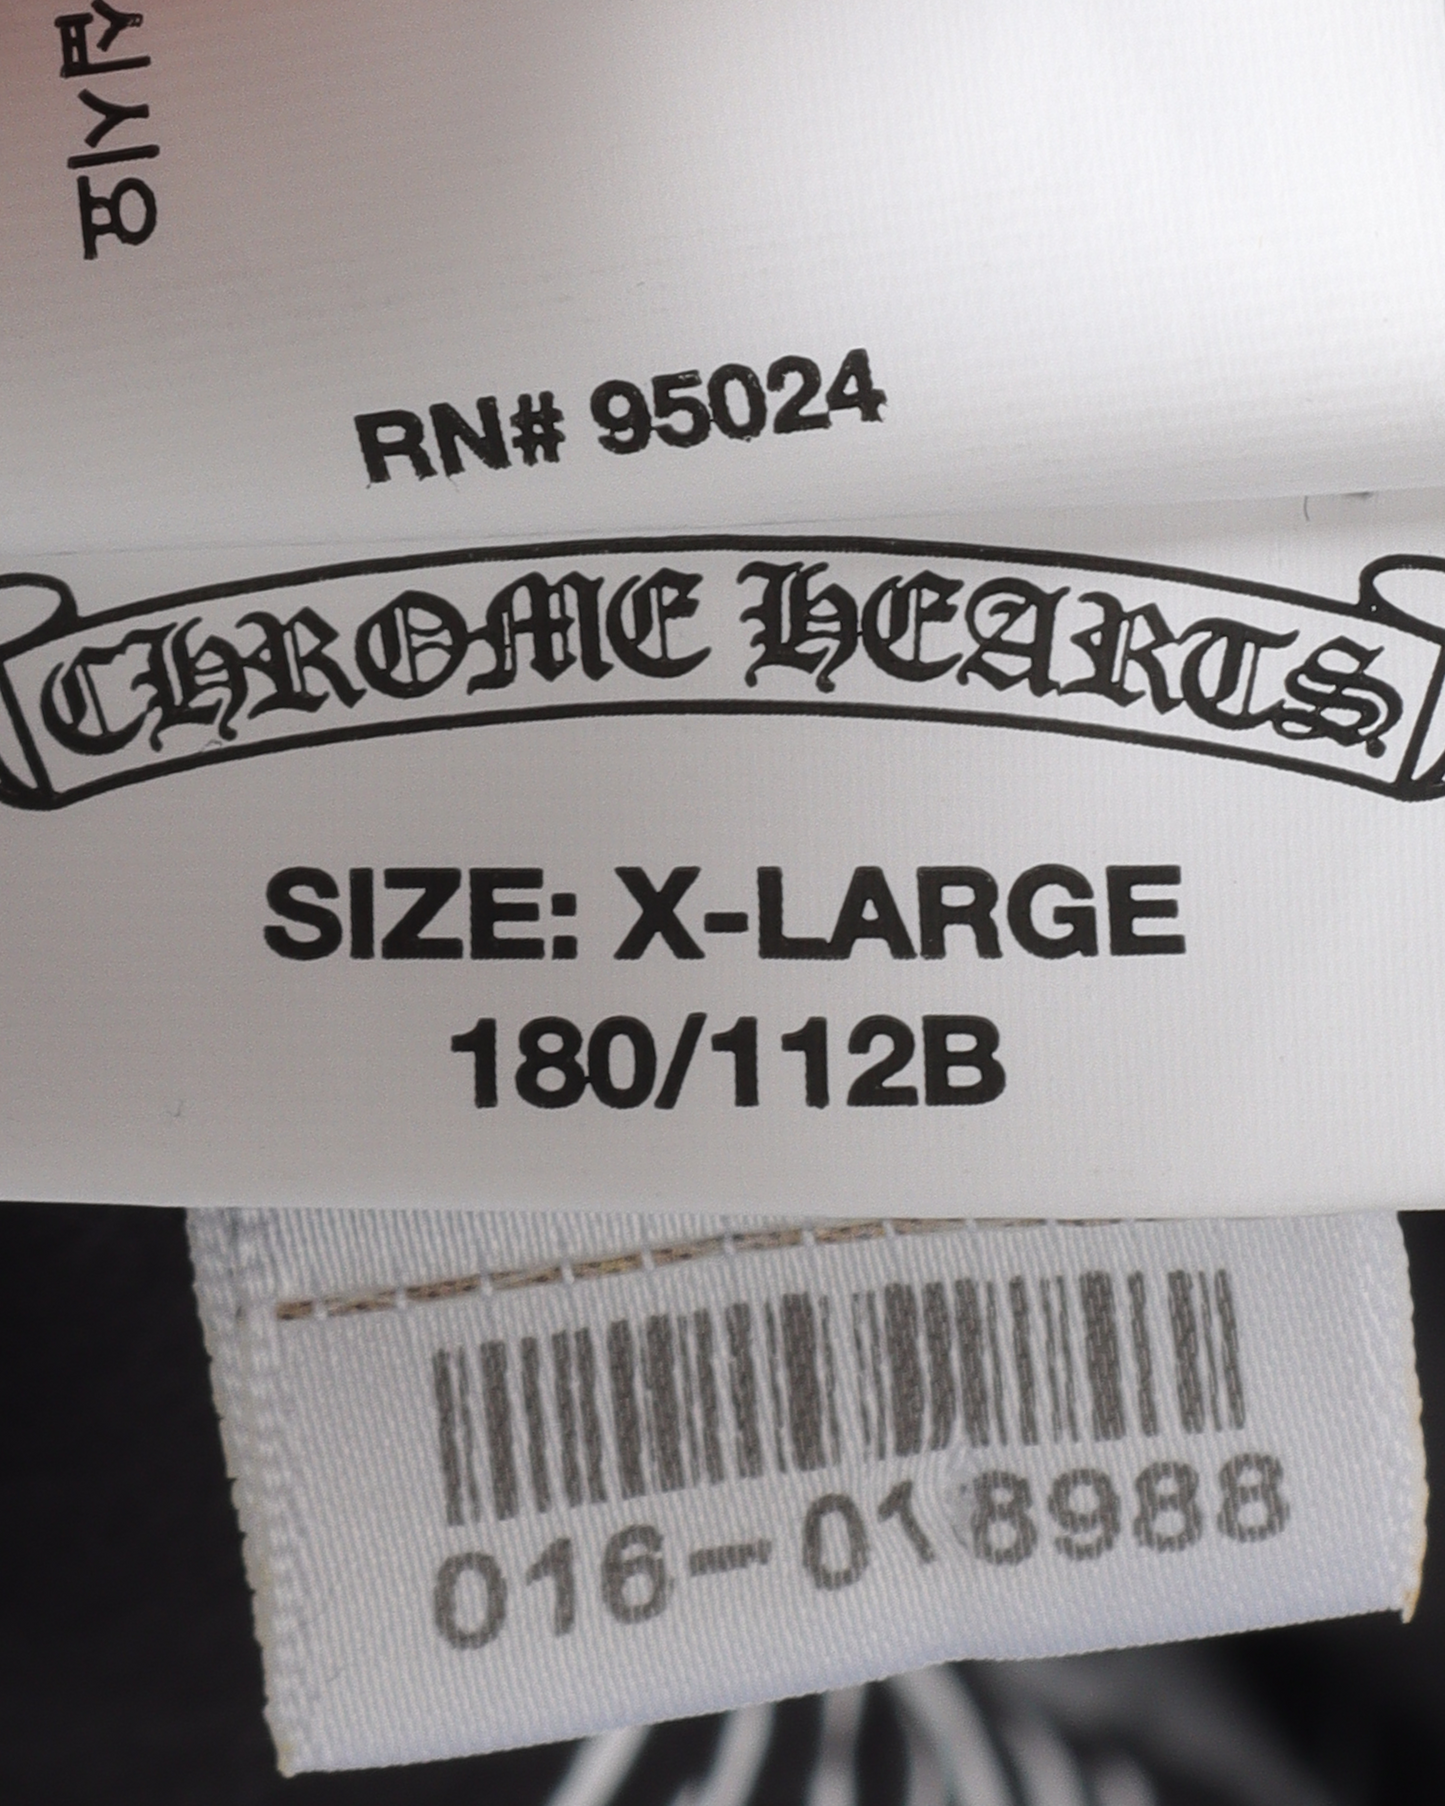 RN# 95024
CHROME HEARTS
SIZE: X-LARGE
180/112B
016-018988